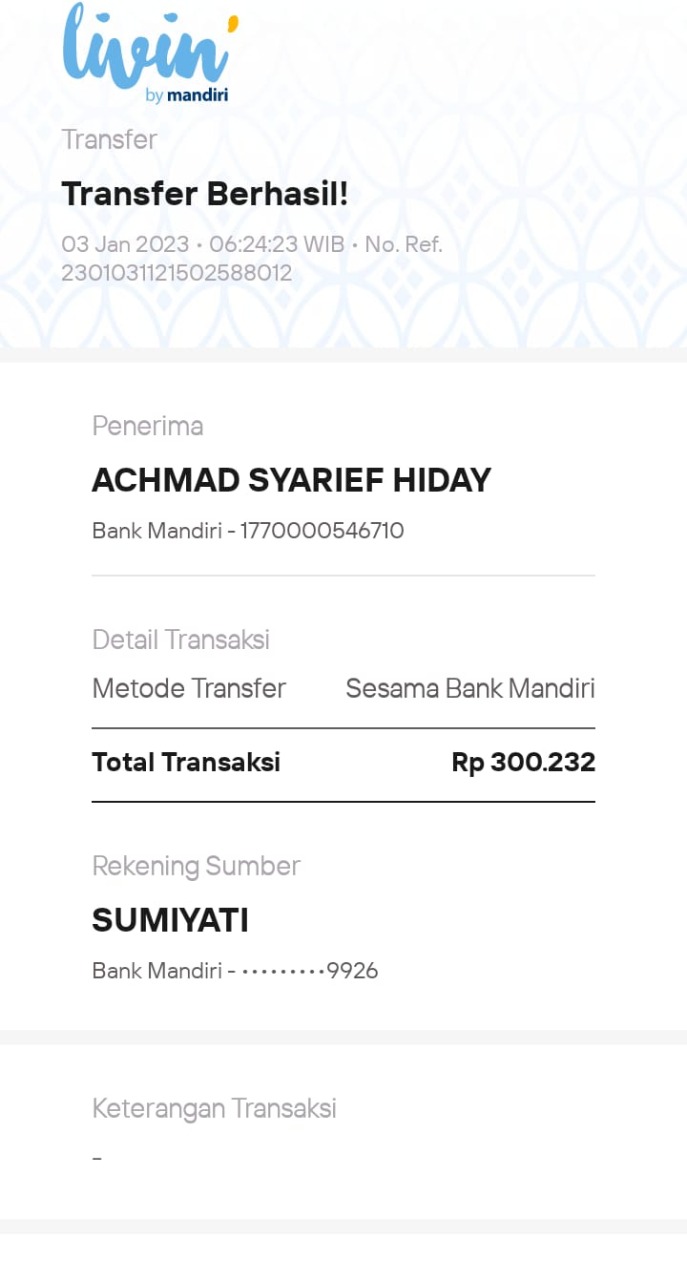 livin'
by mandiri
Transfer
Transfer Berhasil!
03 Jan 2023 • 06:24:23 WIB • No. Ref.
2301031121502588012
Penerima
ACHMAD SYARIEF HIDAY
Bank Mandiri - 1770000546710
Detail Transaksi
Metode Transfer Sesama Bank Mandiri
Total Transaksi Rp 300.232
Rekening Sumber
SUMIYATI
Bank Mandiri - •••••••••9926
Keterangan Transaksi
-